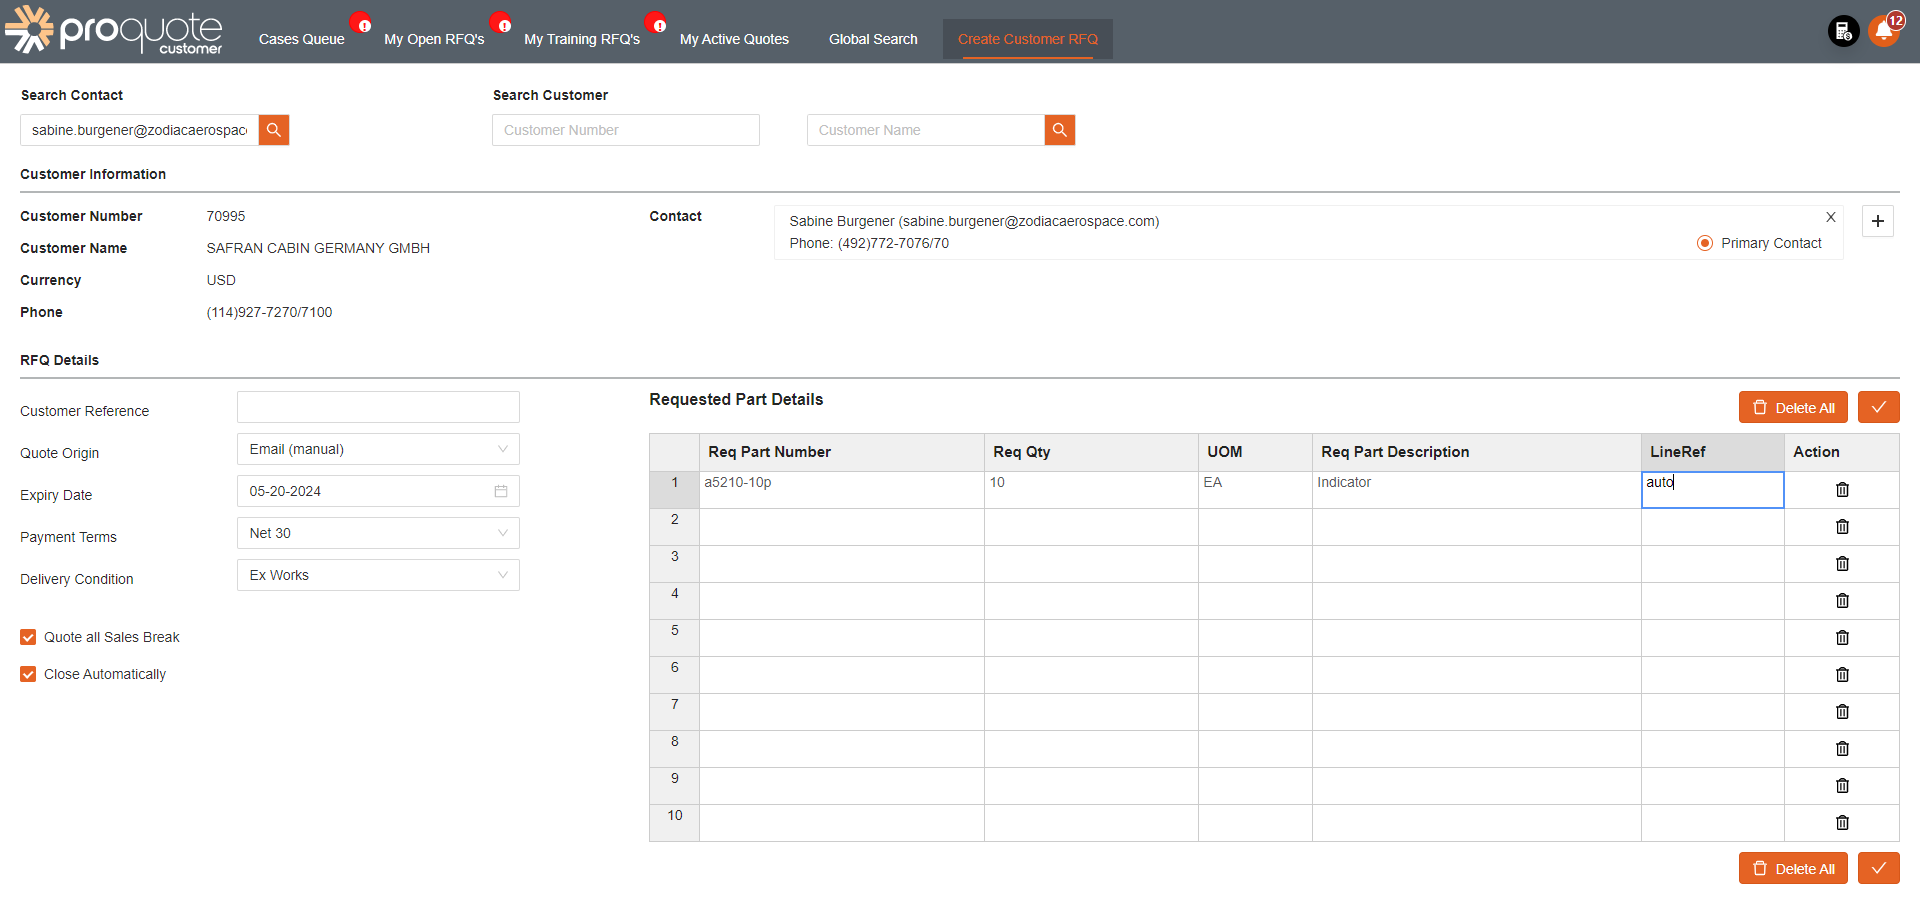 proquote
customer
Cases Queue
My Open RFQ's
My Training RFQ's
My Active Quotes
Global Search
Create Customer RFQ
12
Search Contact
Search Customer
sabine.burgener@zodiacaerospac
Customer Number
Customer Name
Customer Information
Customer Number 70995
Customer Name SAFRAN CABIN GERMANY GMBH
Currency USD
Phone (114)927-7270/7100
Contact
Sabine Burgener (sabine.burgener@zodiacaerospace.com)
X
Phone: (492)772-7076/70
Primary Contact
+
RFQ Details
Customer Reference
Quote Origin Email (manual)
Expiry Date 05-20-2024
Payment Terms Net 30
Delivery Condition Ex Works
Quote all Sales Break
Close Automatically
Requested Part Details
Delete All
Req Part Number Req Qty UOM Req Part Description LineRef Action
1 a5210-10p 10 EA Indicator auto
2
3
4
5
6
7
8
9
10
Delete All